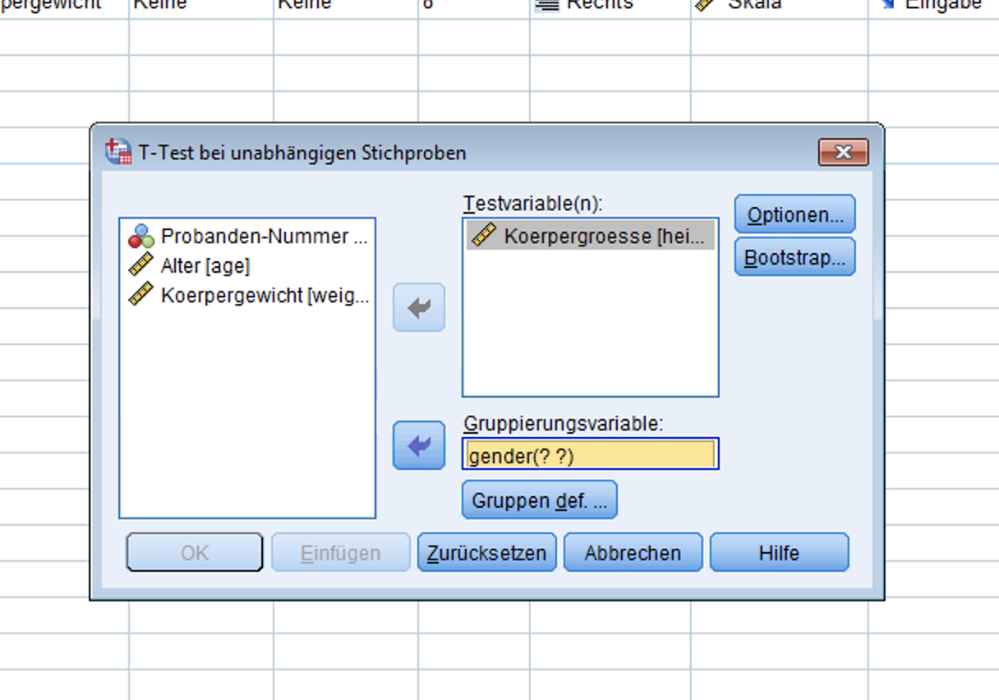 pergewicht Keine Keine 8 Rechts Skala Eingabe
T-Test bei unabhängigen Stichproben
Probanden-Nummer ...
Alter [age]
Koerpergewicht [weig...
Testvariable(n):
Koerpergroesse [hei...
Optionen...
Bootstrap...
Gruppierungsvariable:
gender(? ?)
Gruppen def. ...
OK Einfügen Zurücksetzen Abbrechen Hilfe